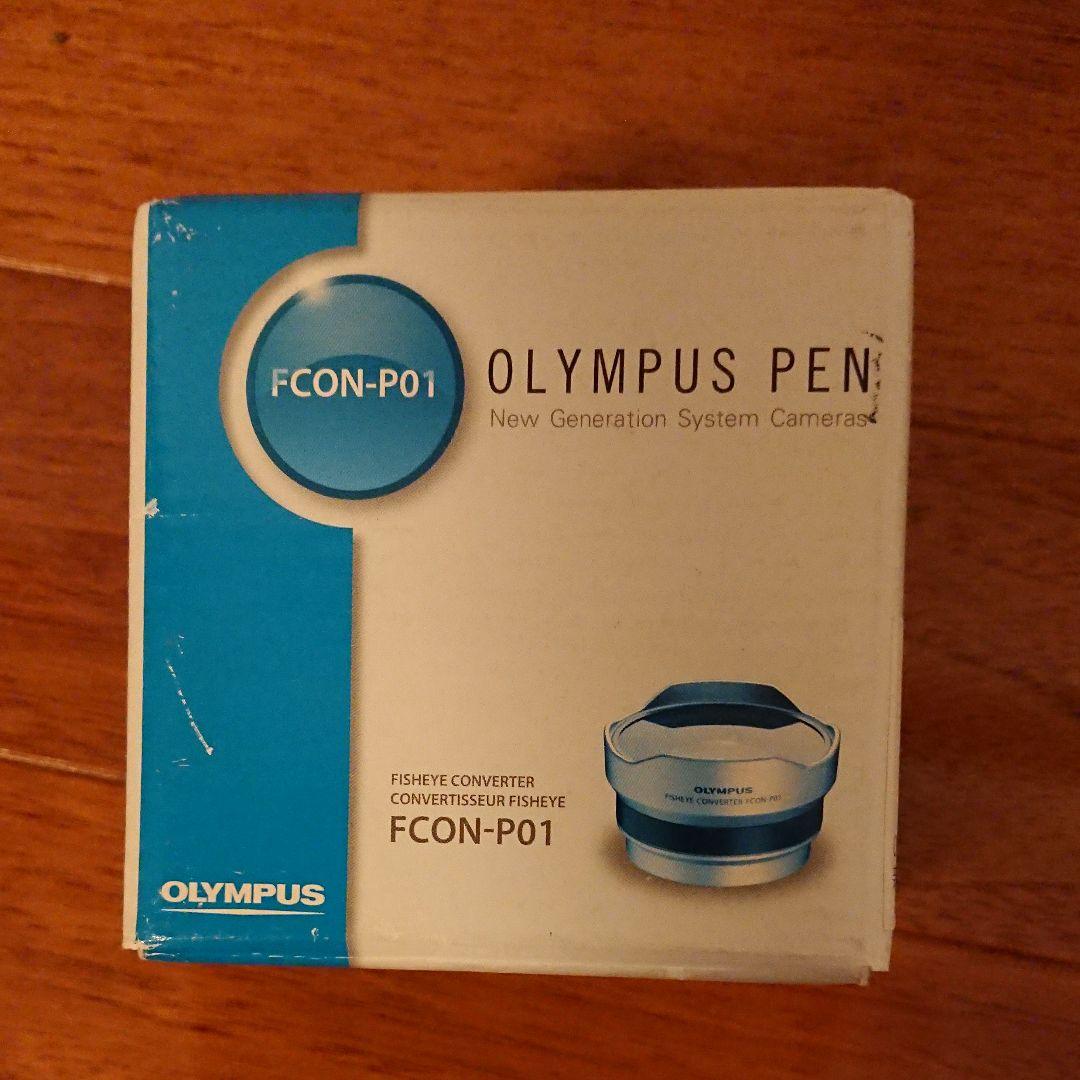 FCON-P01
OLYMPUS PEN
New Generation System Cameras
FISHEYE CONVERTER
CONVERTISSEUR FISHEYE
FCON-P01
OLYMPUS
FISHEYE CONVERTER FCON-P01
OLYMPUS